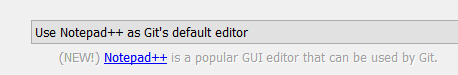 Use Notepad++ as Git's default editor
(NEW!) Notepad++ is a popular GUI editor that can be used by Git.